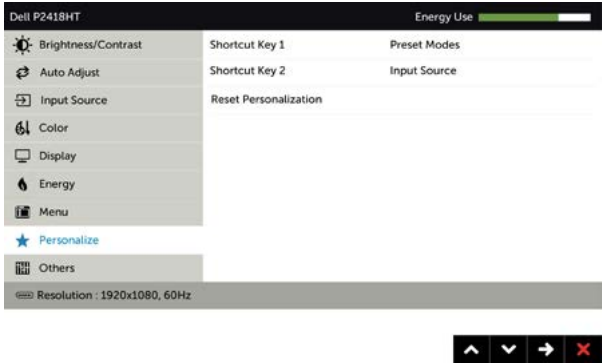 Dell P2418HT Energy Use
Brightness/Contrast Shortcut Key 1 Preset Modes
Auto Adjust Shortcut Key 2 Input Source
Input Source Reset Personalization
Color
Display
Energy
Menu
Personalize
Others
Resolution : 1920x1080, 60Hz